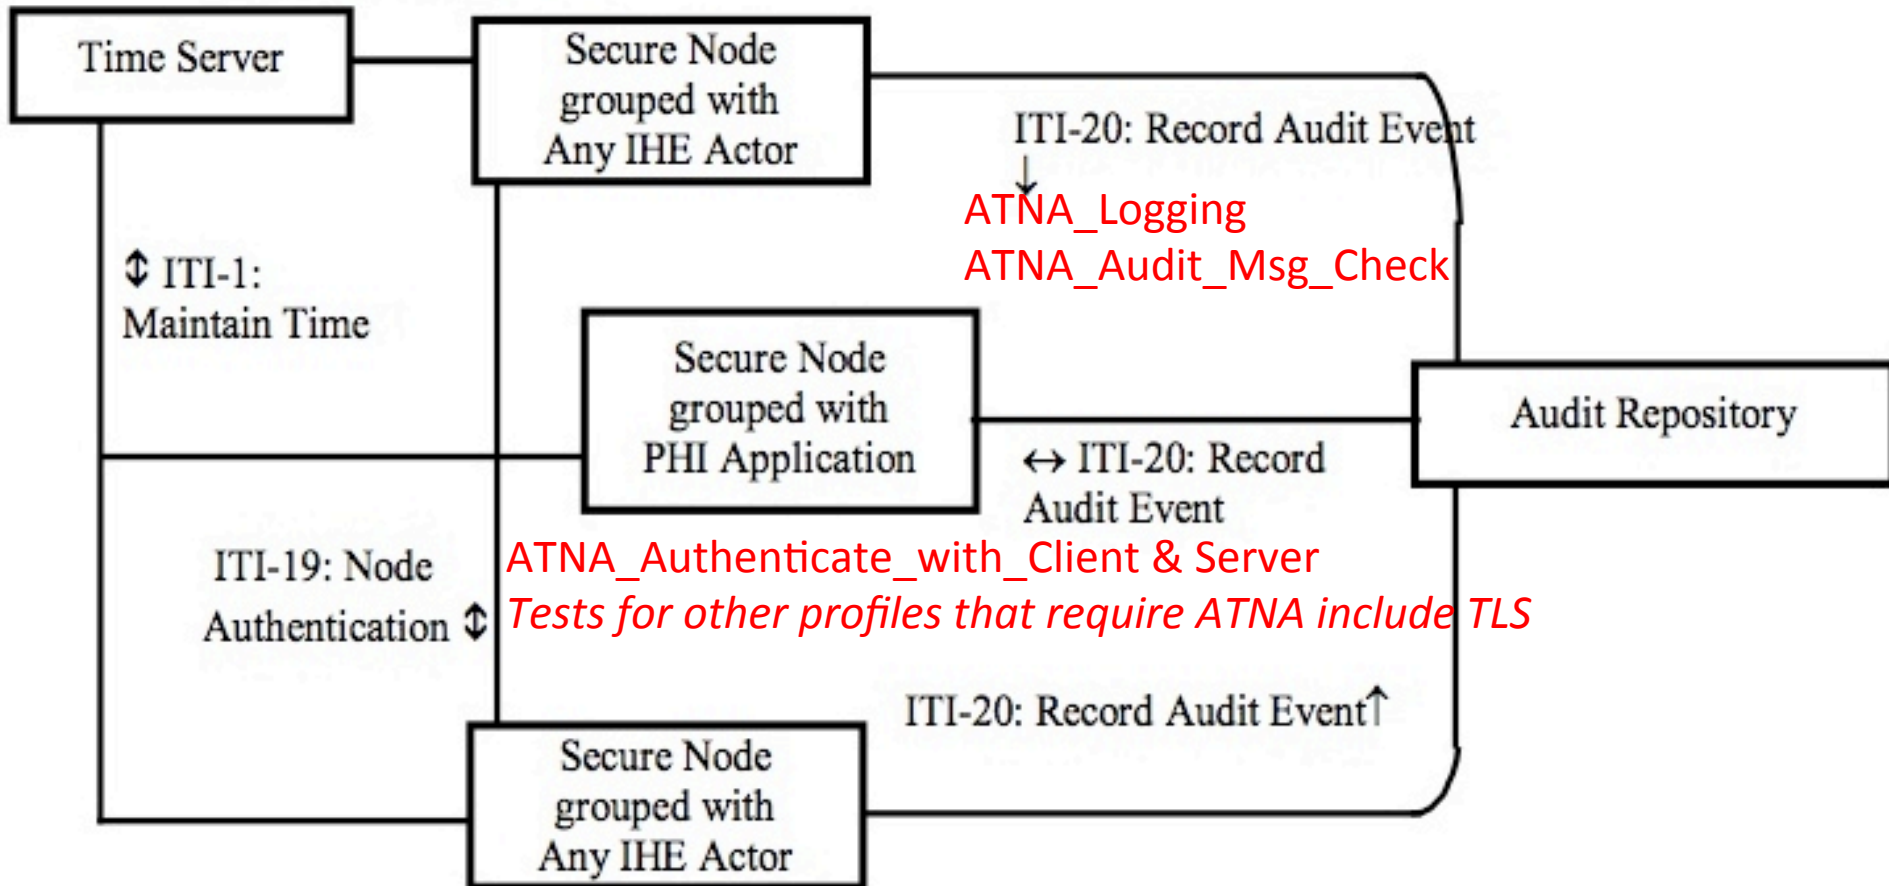 Time Server
Secure Node
grouped with
Any IHE Actor
ITI-20: Record Audit Event
↓
ATNA_Logging
ATNA_Audit_Msg_Check
⇕ ITI-1:
Maintain Time
Secure Node
grouped with
PHI Application
Audit Repository
↔ ITI-20: Record
Audit Event
ITI-19: Node
Authentication ⇕
ATNA_Authenticate_with_Client & Server
Tests for other profiles that require ATNA include TLS
ITI-20: Record Audit Event↑
Secure Node
grouped with
Any IHE Actor